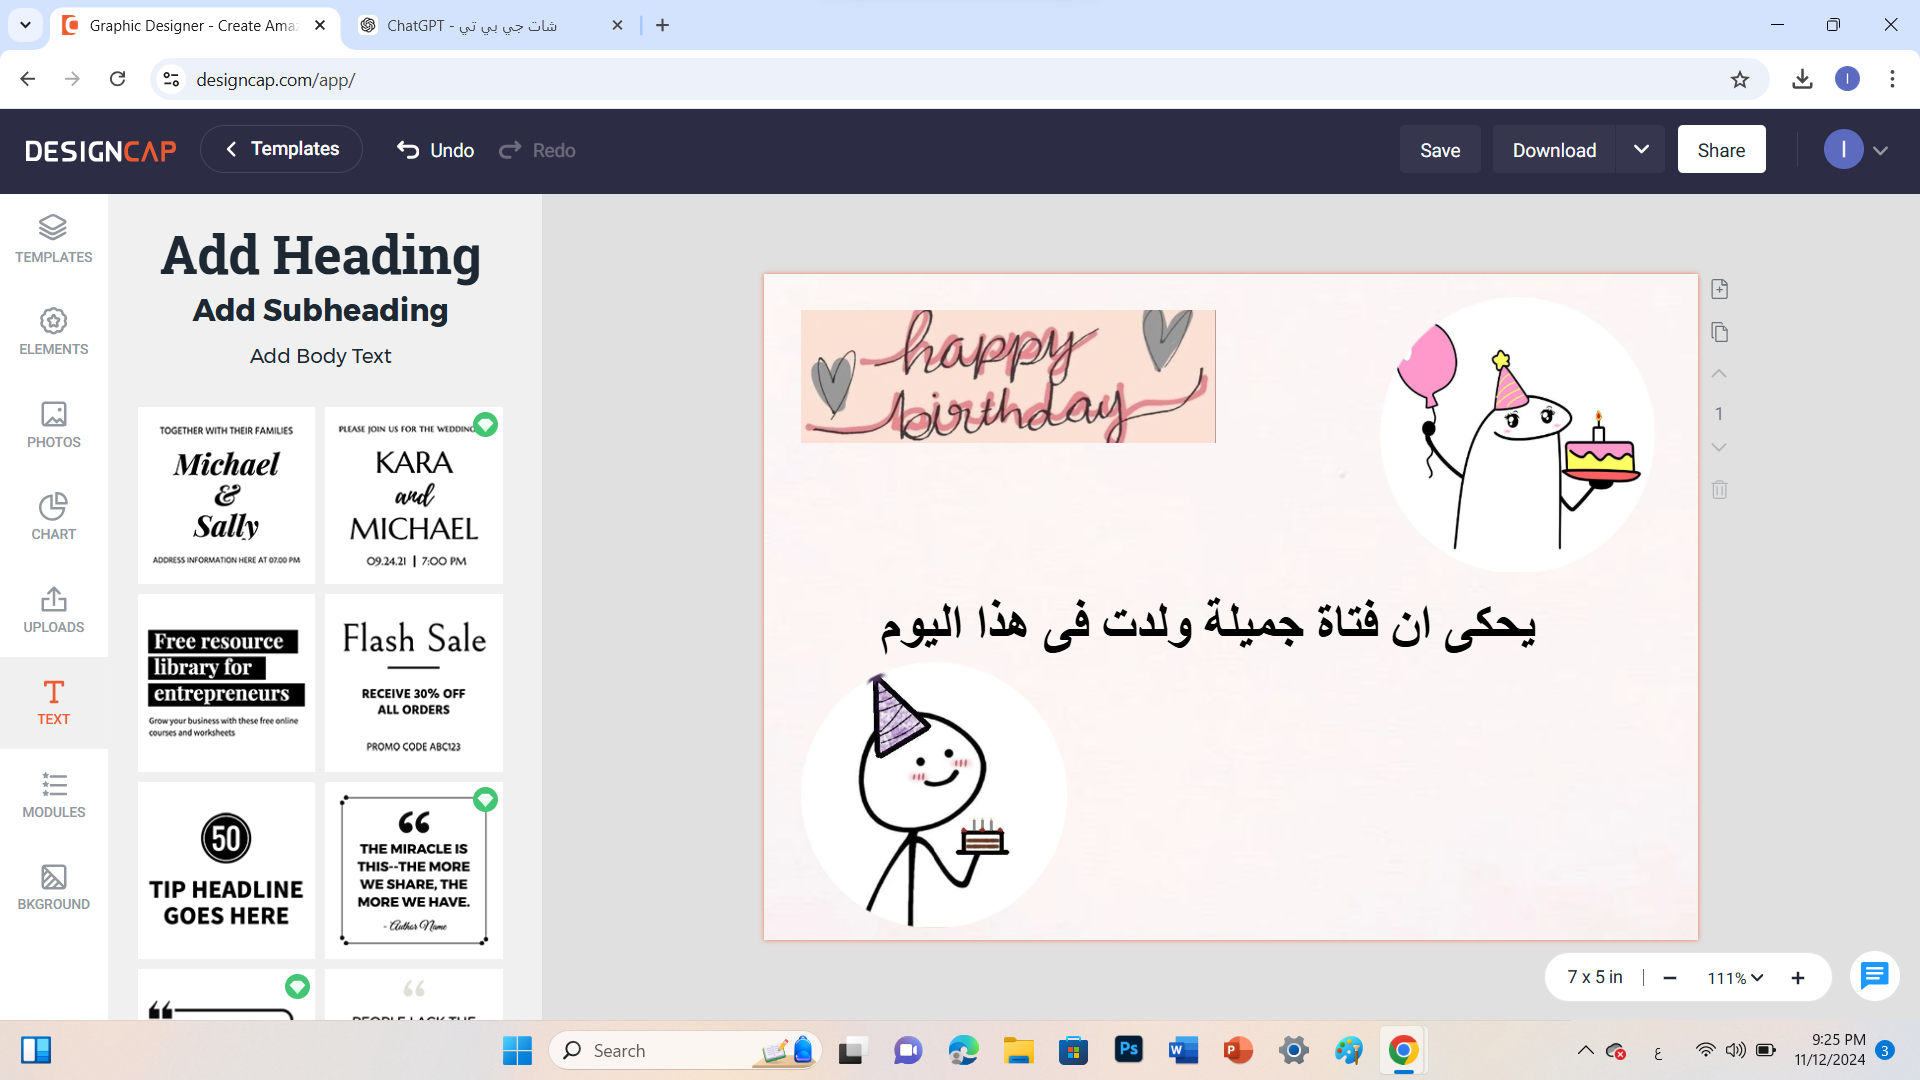 Graphic Designer - Create Ama
ChatGPT - شات جي بي تي
designcap.com/app/
I
DESIGNCAP
Templates
Undo
Redo
Save
Download
Share
I
TEMPLATES
ELEMENTS
PHOTOS
CHART
UPLOADS
TEXT
MODULES
BKGROUND
Add Heading
Add Subheading
Add Body Text
TOGETHER WITH THEIR FAMILIES
Michael
&
Sally
ADDRESS INFORMATION HERE AT 07.00 PM
PLEASE JOIN US FOR THE WEDDING
KARA
and
MICHAEL
09.24.21 | 7:00 PM
Free resource
library for
entrepreneurs
Grow your business with these free online
courses and worksheets
Flash Sale
RECEIVE 30% OFF
ALL ORDERS
PROMO CODE ABC123
50
TIP HEADLINE
GOES HERE
“
THE MIRACLE IS
THIS--THE MORE
WE SHARE, THE
MORE WE HAVE.
- Author Name
“
“
PEOPLE LACK THE
happy
birthday
يحكى ان فتاة جميلة ولدت فى هذا اليوم
1
7 x 5 in
111%
Search
Ps
W
P
ع
9:25 PM
11/12/2024
3